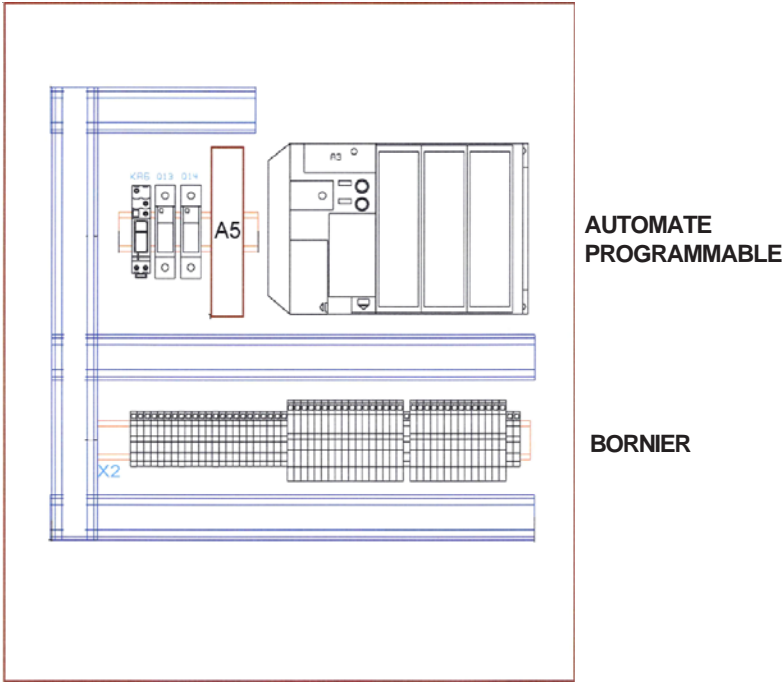 A3
KA6 Q13 Q14
A5
AUTOMATE
PROGRAMMABLE
BORNIER
X2